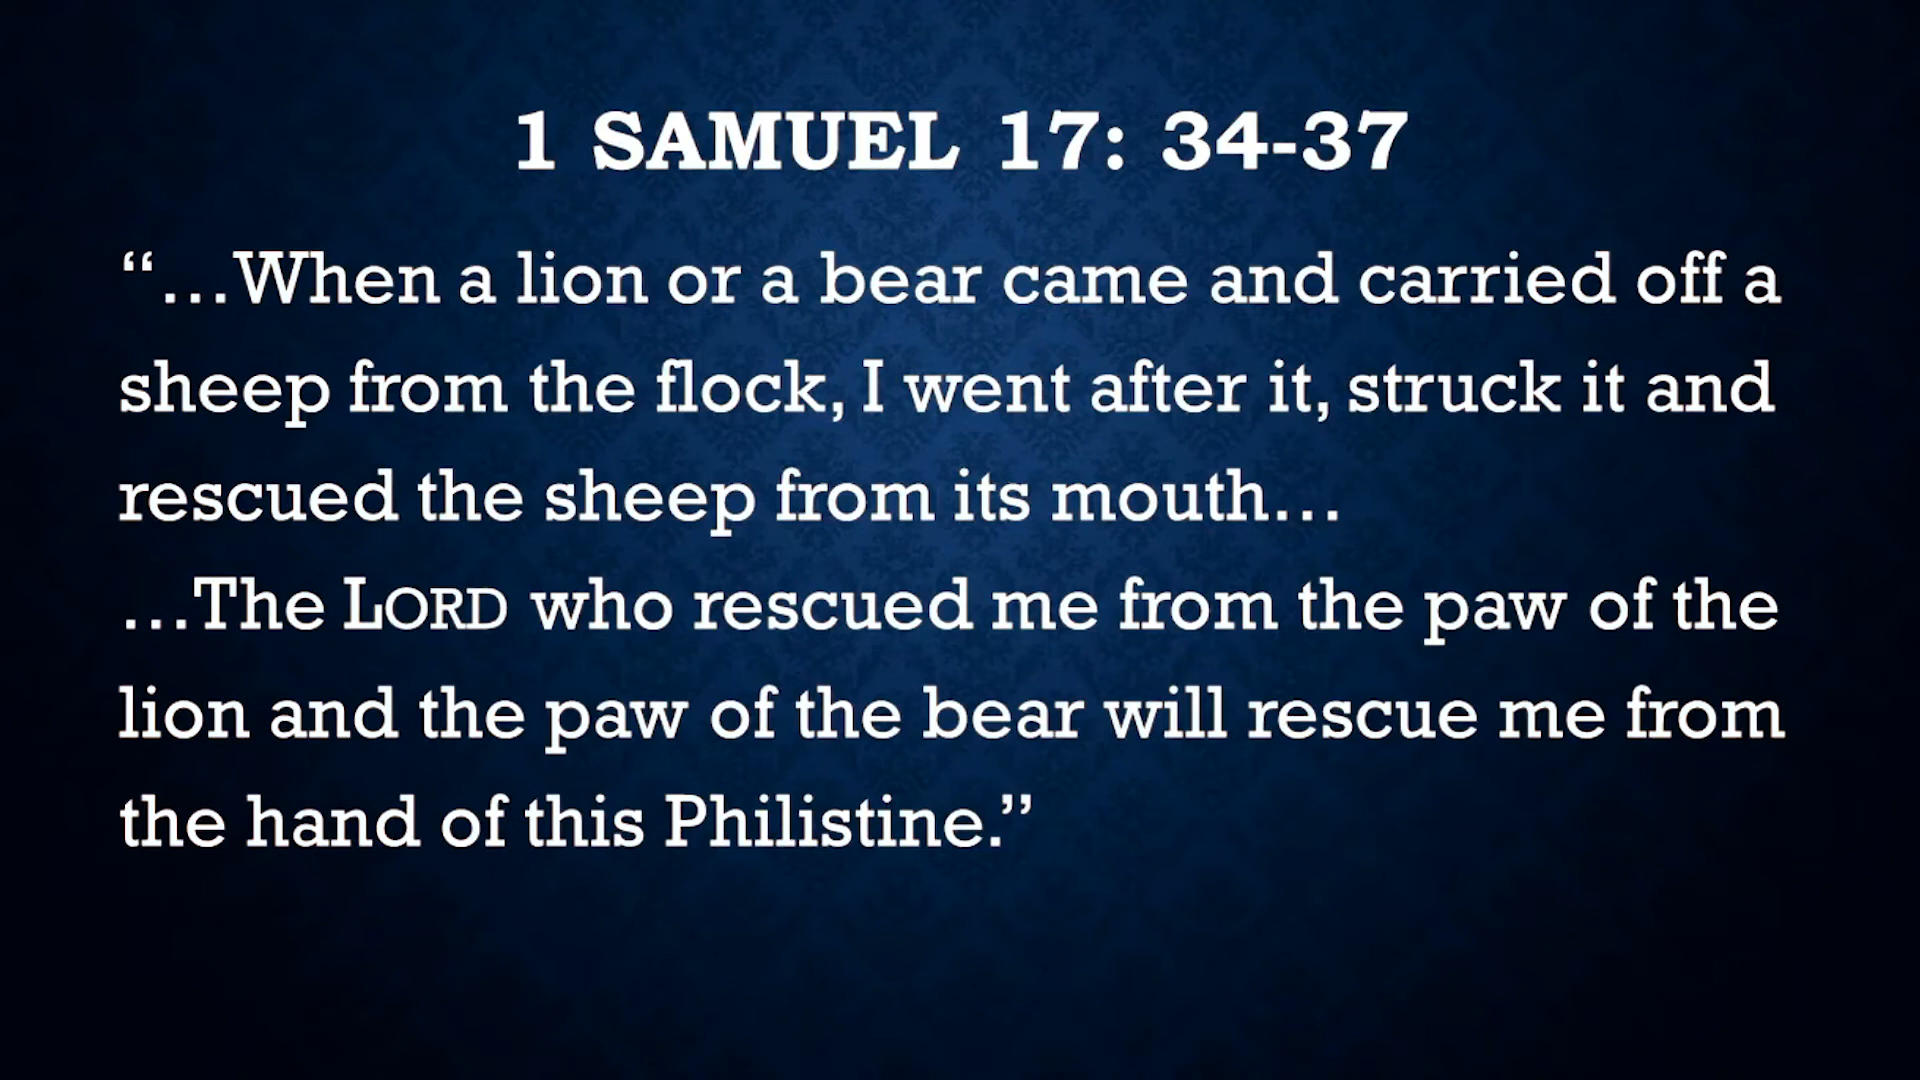 1 SAMUEL 17: 34-37
“…When a lion or a bear came and carried off a
sheep from the flock, I went after it, struck it and
rescued the sheep from its mouth…
…The LORD who rescued me from the paw of the
lion and the paw of the bear will rescue me from
the hand of this Philistine.”